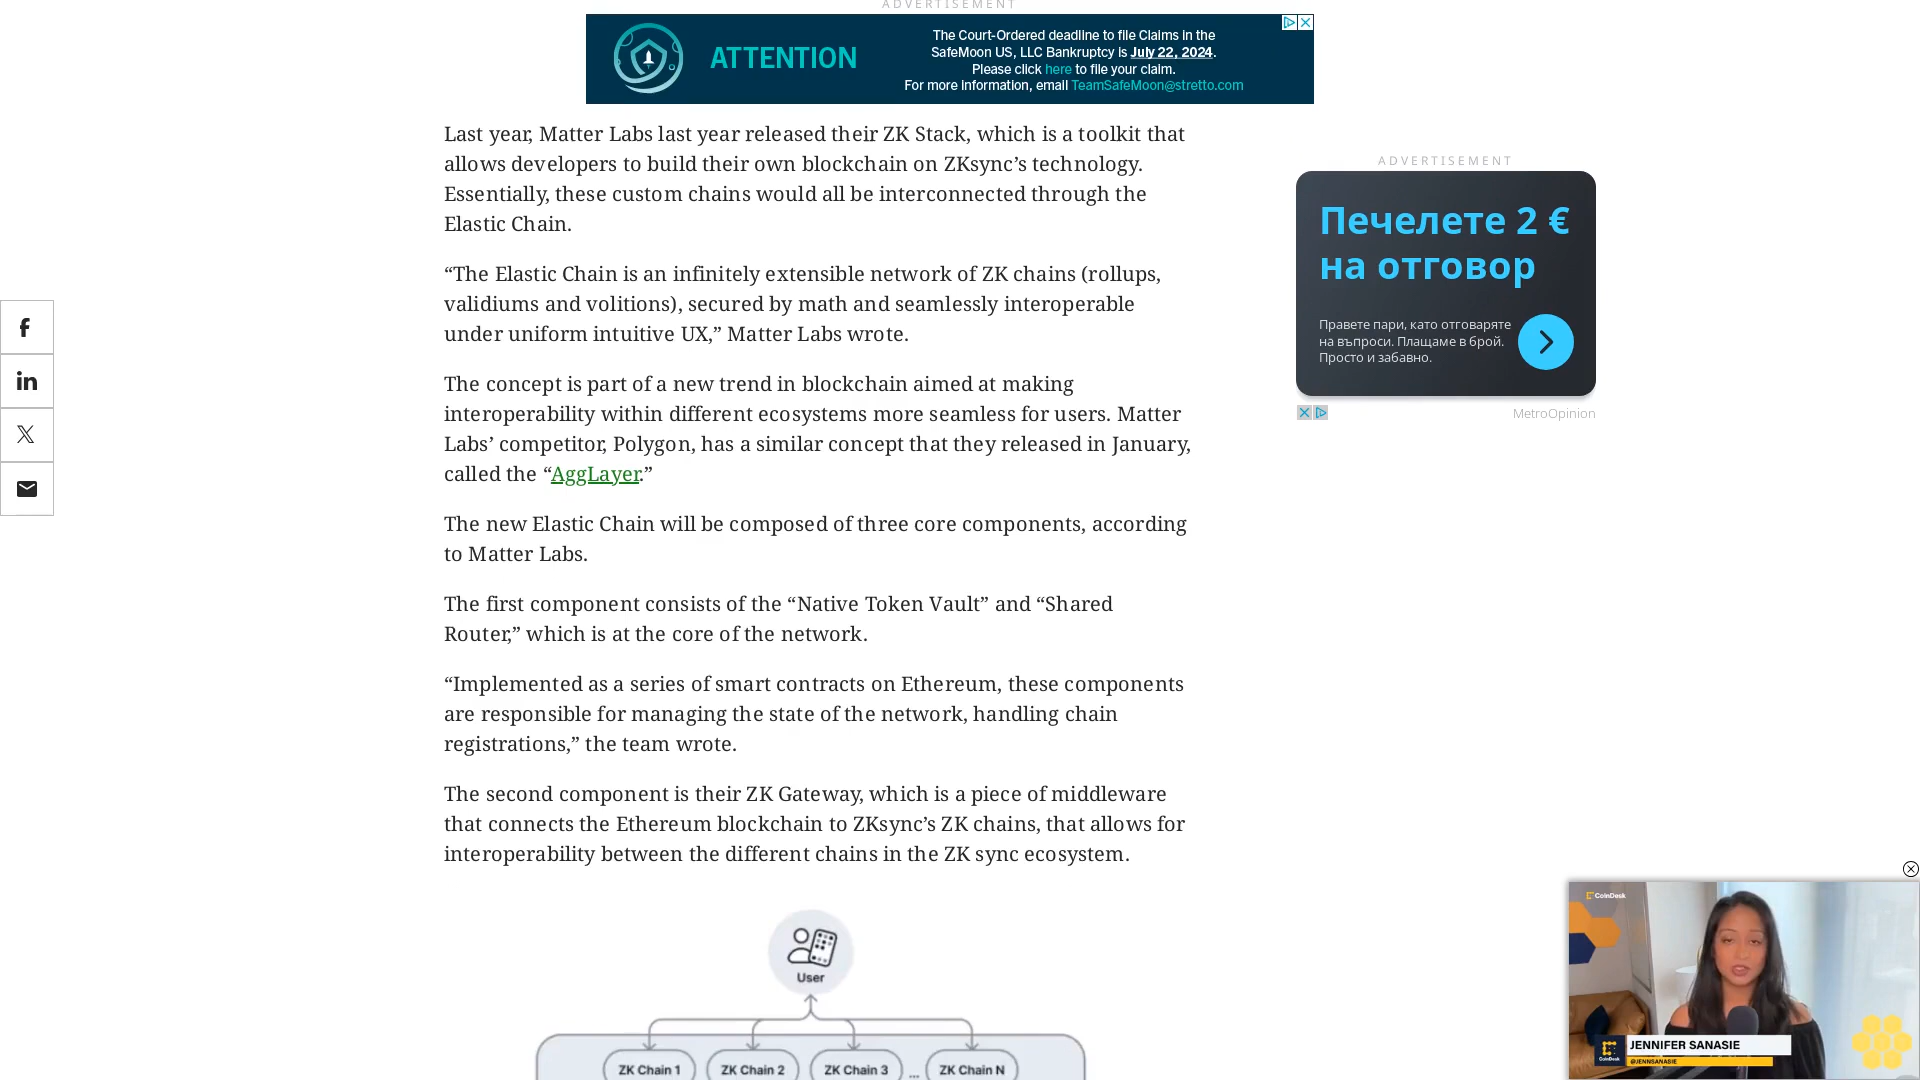 ADVERTISEMENT
ATTENTION
The Court-Ordered deadline to file Claims in the
SafeMoon US, LLC Bankruptcy is July 22, 2024.
Please click here to file your claim.
For more information, email TeamSafeMoon@stretto.com
Last year, Matter Labs last year released their ZK Stack, which is a toolkit that
allows developers to build their own blockchain on ZKsync’s technology.
Essentially, these custom chains would all be interconnected through the
Elastic Chain.
“The Elastic Chain is an infinitely extensible network of ZK chains (rollups,
validiums and volitions), secured by math and seamlessly interoperable
under uniform intuitive UX,” Matter Labs wrote.
The concept is part of a new trend in blockchain aimed at making
interoperability within different ecosystems more seamless for users. Matter
Labs’ competitor, Polygon, has a similar concept that they released in January,
called the “AggLayer.”
The new Elastic Chain will be composed of three core components, according
to Matter Labs.
The first component consists of the “Native Token Vault” and “Shared
Router,” which is at the core of the network.
“Implemented as a series of smart contracts on Ethereum, these components
are responsible for managing the state of the network, handling chain
registrations,” the team wrote.
The second component is their ZK Gateway, which is a piece of middleware
that connects the Ethereum blockchain to ZKsync’s ZK chains, that allows for
interoperability between the different chains in the ZK sync ecosystem.
User
ZK Chain 1 ZK Chain 2 ZK Chain 3 ... ZK Chain N
ADVERTISEMENT
Печелете 2 €
на отговор
Правете пари, като отговаряте
на въпроси. Плащаме в брой.
Просто и забавно.
MetroOpinion
CoinDesk
JENNIFER SANASIE
CoinDesk
@JENNSANASIE